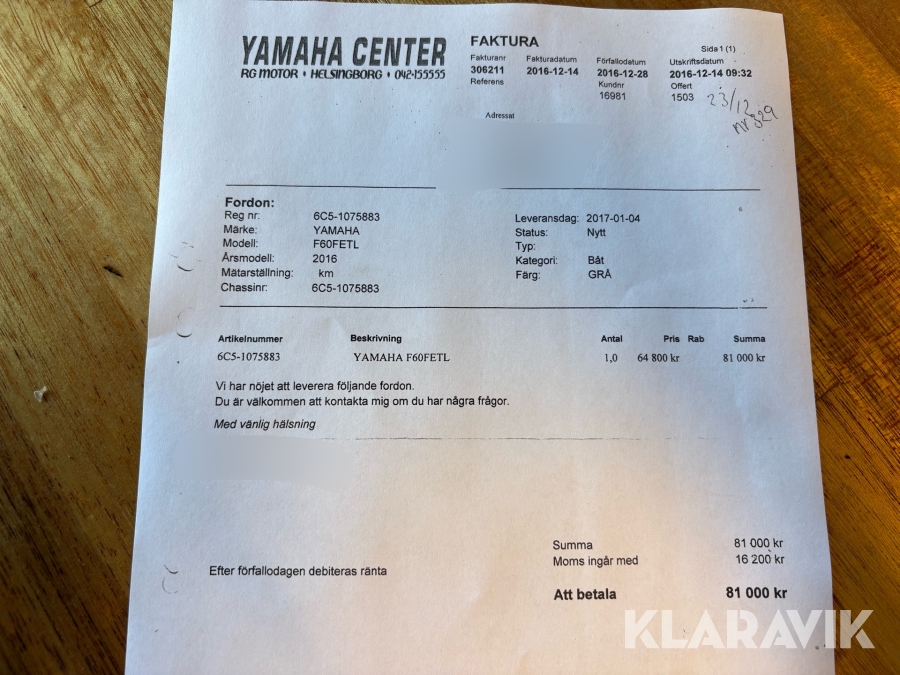 YAMAHA CENTER
RG MOTOR • HELSINGBORG • 042-155555
FAKTURA
Sida 1 (1)
Fakturanr Fakturadatum Förfallodatum Utskriftsdatum
306211 2016-12-14 2016-12-28 2016-12-14 09:32
Referens Kundnr Offert
16981 1503
23/12
nr 329
Adressat
Fordon:
Reg nr: 6C5-1075883 Leveransdag: 2017-01-04
Märke: YAMAHA Status: Nytt
Modell: F60FETL Typ:
Årsmodell: 2016 Kategori: Båt
Mätarställning: km Färg: GRÅ
Chassinr: 6C5-1075883
Artikelnummer Beskrivning Antal Pris Rab Summa
6C5-1075883 YAMAHA F60FETL 1,0 64 800 kr 81 000 kr
Vi har nöjet att leverera följande fordon.
Du är välkommen att kontakta mig om du har några frågor.
Med vänlig hälsning
Summa 81 000 kr
Moms ingår med 16 200 kr
Efter förfallodagen debiteras ränta
Att betala 81 000 kr
KLARAVIK